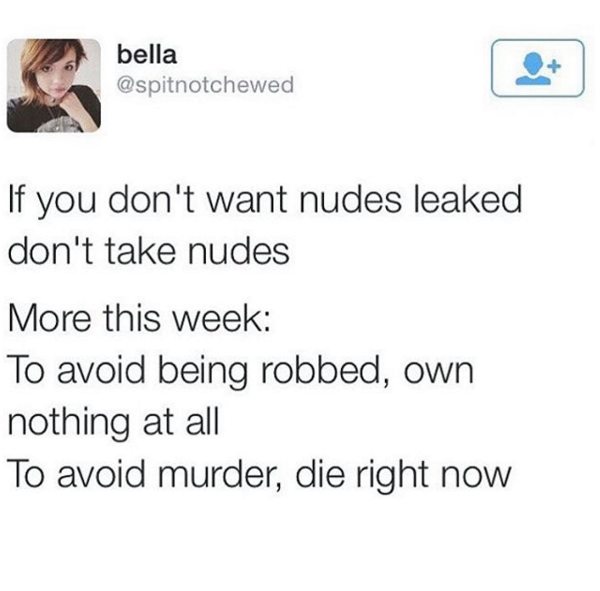 bella
@spitnotchewed
If you don't want nudes leaked
don't take nudes
More this week:
To avoid being robbed, own
nothing at all
To avoid murder, die right now